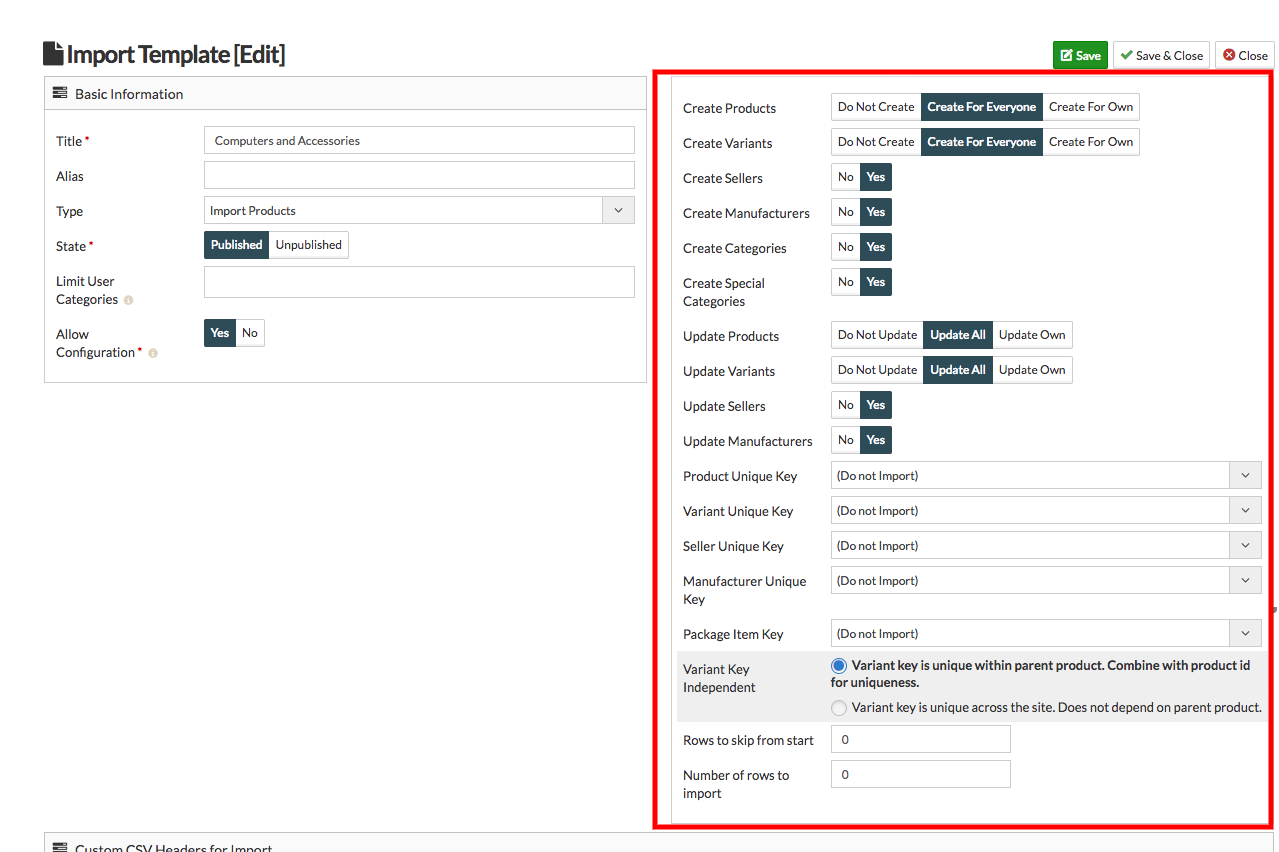 Import Template [Edit]
Save
Save & Close
Close
Basic Information
Title *
Computers and Accessories
Alias
Type
Import Products
State *
Published
Unpublished
Limit User
Categories
Allow
Configuration *
Yes
No
Create Products
Do Not Create
Create For Everyone
Create For Own
Create Variants
Do Not Create
Create For Everyone
Create For Own
Create Sellers
No
Yes
Create Manufacturers
No
Yes
Create Categories
No
Yes
Create Special
Categories
No
Yes
Update Products
Do Not Update
Update All
Update Own
Update Variants
Do Not Update
Update All
Update Own
Update Sellers
No
Yes
Update Manufacturers
No
Yes
Product Unique Key
(Do not Import)
Variant Unique Key
(Do not Import)
Seller Unique Key
(Do not Import)
Manufacturer Unique
Key
(Do not Import)
Package Item Key
(Do not Import)
Variant Key
Independent
Variant key is unique within parent product. Combine with product id
for uniqueness.
Variant key is unique across the site. Does not depend on parent product.
Rows to skip from start
0
Number of rows to
import
0
Custom CSV Headers for Import